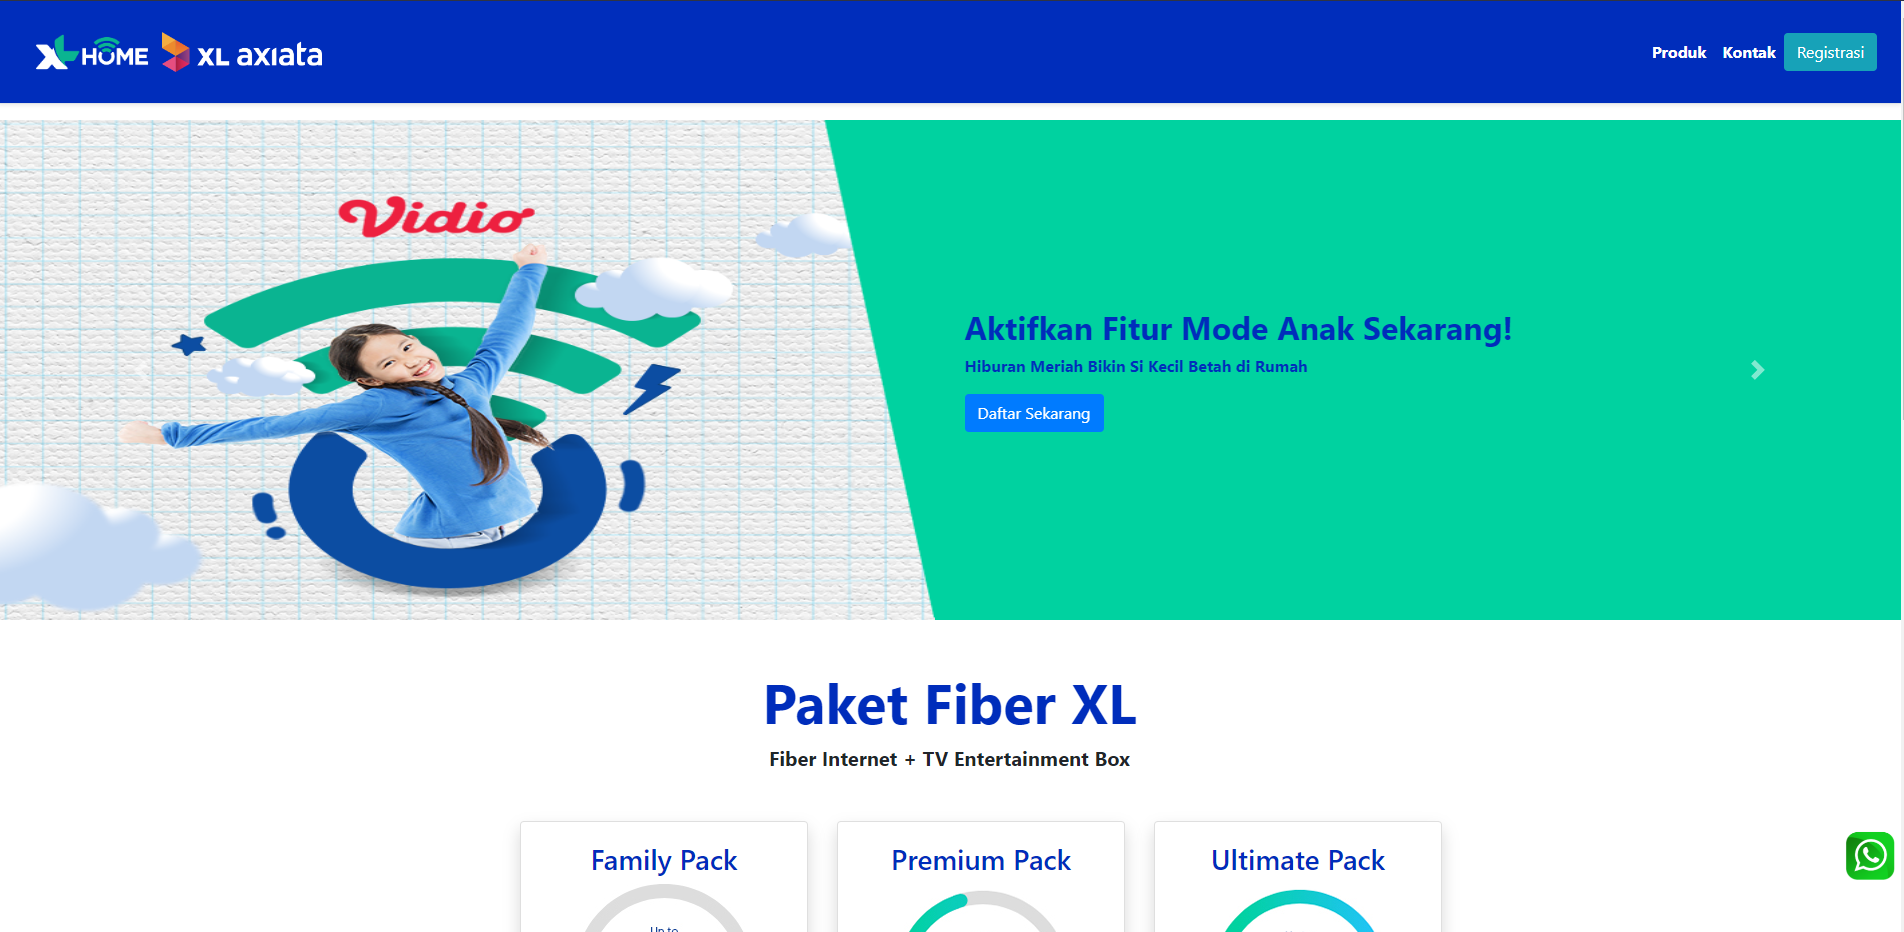 XL HOME XL axiata
Produk Kontak Registrasi
Vidio
Aktifkan Fitur Mode Anak Sekarang!
Hiburan Meriah Bikin Si Kecil Betah di Rumah
Daftar Sekarang
Paket Fiber XL
Fiber Internet + TV Entertainment Box
Family Pack
Up to
Premium Pack
Ultimate Pack